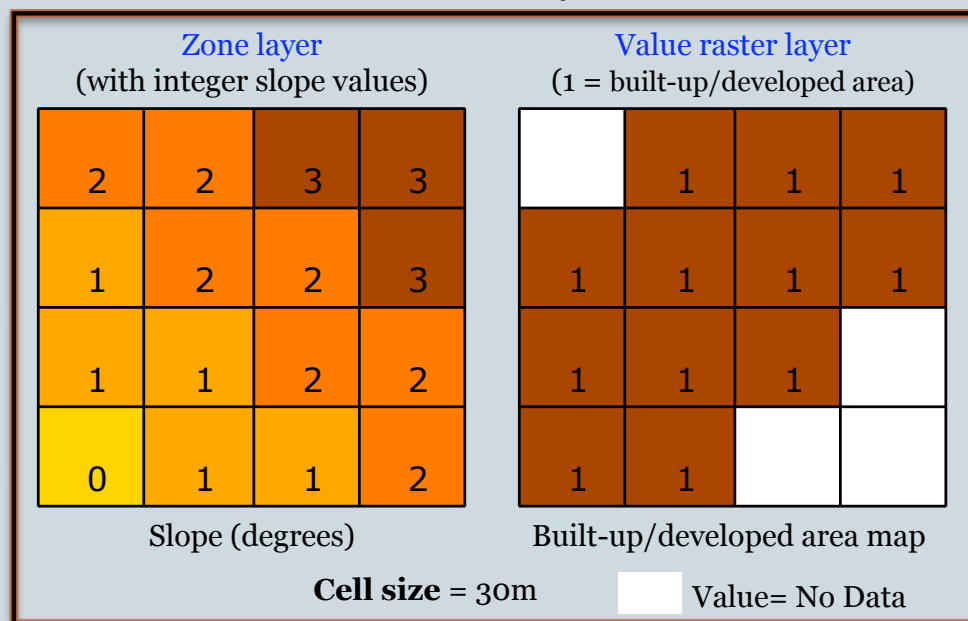 Zone layer
(with integer slope values)
2 2 3 3
1 2 2 3
1 1 2 2
0 1 1 2
Slope (degrees)
Value raster layer
(1 = built-up/developed area)
1 1 1
1 1 1 1
1 1 1
1 1
Built-up/developed area map
Cell size = 30m
Value= No Data